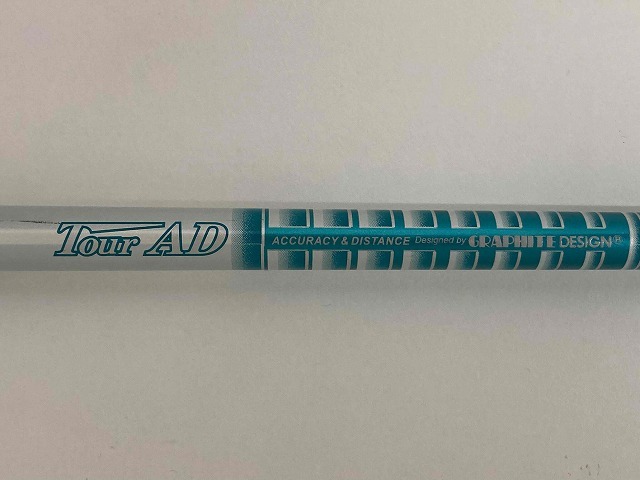 Tour AD
ACCURACY & DISTANCE Designed by GRAPHITE DESIGN®